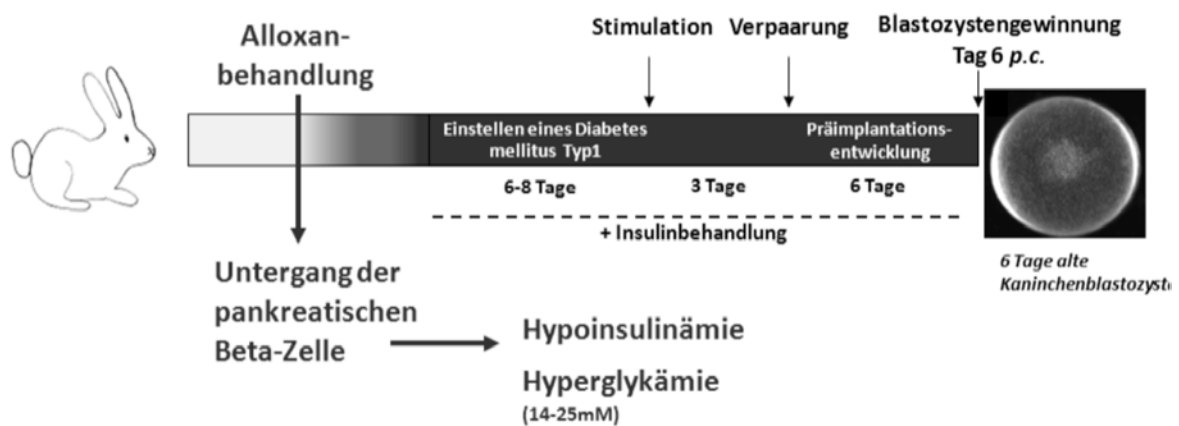 Alloxan-
behandlung
Stimulation
Verpaarung
Blastozystengewinnung
Tag 6 p.c.
Einstellen eines Diabetes
mellitus Typ1
Präimplantations-
entwicklung
6-8 Tage
3 Tage
6 Tage
+ Insulinbehandlung
6 Tage alte
Kaninchenblastozyst
Untergang der
pankreatischen
Beta-Zelle
Hypoinsulinämie
Hyperglykämie
(14-25mM)